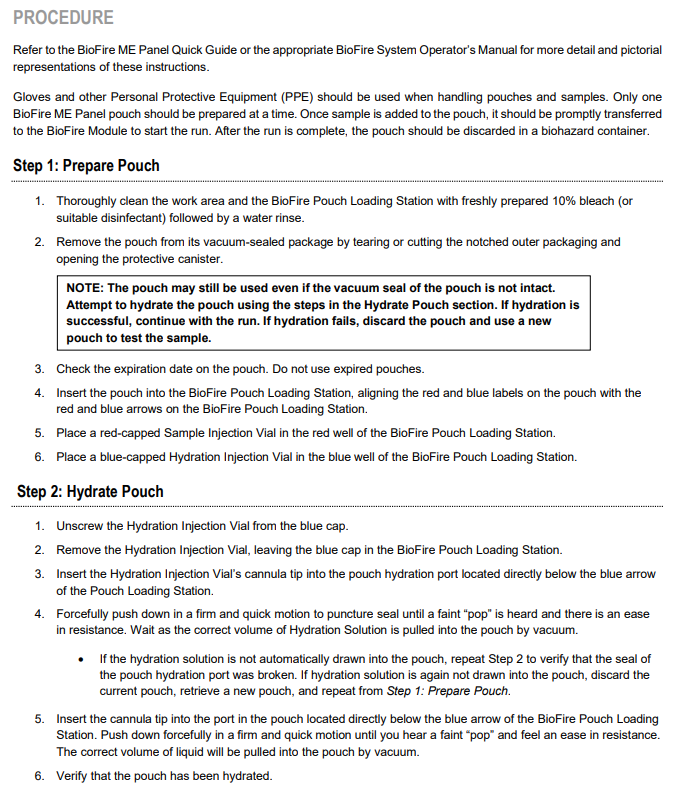 PROCEDURE
Refer to the BioFire ME Panel Quick Guide or the appropriate BioFire System Operator's Manual for more detail and pictorial
representations of these instructions.
Gloves and other Personal Protective Equipment (PPE) should be used when handling pouches and samples. Only one
BioFire ME Panel pouch should be prepared at a time. Once sample is added to the pouch, it should be promptly transferred
to the BioFire Module to start the run. After the run is complete, the pouch should be discarded in a biohazard container.
Step 1: Prepare Pouch
1. Thoroughly clean the work area and the BioFire Pouch Loading Station with freshly prepared 10% bleach (or
suitable disinfectant) followed by a water rinse.
2. Remove the pouch from its vacuum-sealed package by tearing or cutting the notched outer packaging and
opening the protective canister.
NOTE: The pouch may still be used even if the vacuum seal of the pouch is not intact.
Attempt to hydrate the pouch using the steps in the Hydrate Pouch section. If hydration is
successful, continue with the run. If hydration fails, discard the pouch and use a new
pouch to test the sample.
3. Check the expiration date on the pouch. Do not use expired pouches.
4. Insert the pouch into the BioFire Pouch Loading Station, aligning the red and blue labels on the pouch with the
red and blue arrows on the BioFire Pouch Loading Station.
5. Place a red-capped Sample Injection Vial in the red well of the BioFire Pouch Loading Station.
6. Place a blue-capped Hydration Injection Vial in the blue well of the BioFire Pouch Loading Station.
Step 2: Hydrate Pouch
1. Unscrew the Hydration Injection Vial from the blue cap.
2. Remove the Hydration Injection Vial, leaving the blue cap in the BioFire Pouch Loading Station.
3. Insert the Hydration Injection Vial's cannula tip into the pouch hydration port located directly below the blue arrow
of the Pouch Loading Station.
4. Forcefully push down in a firm and quick motion to puncture seal until a faint "pop" is heard and there is an ease
in resistance. Wait as the correct volume of Hydration Solution is pulled into the pouch by vacuum.
• If the hydration solution is not automatically drawn into the pouch, repeat Step 2 to verify that the seal of
the pouch hydration port was broken. If hydration solution is again not drawn into the pouch, discard the
current pouch, retrieve a new pouch, and repeat from Step 1: Prepare Pouch.
5. Insert the cannula tip into the port in the pouch located directly below the blue arrow of the BioFire Pouch Loading
Station. Push down forcefully in a firm and quick motion until you hear a faint "pop" and feel an ease in resistance.
The correct volume of liquid will be pulled into the pouch by vacuum.
6. Verify that the pouch has been hydrated.